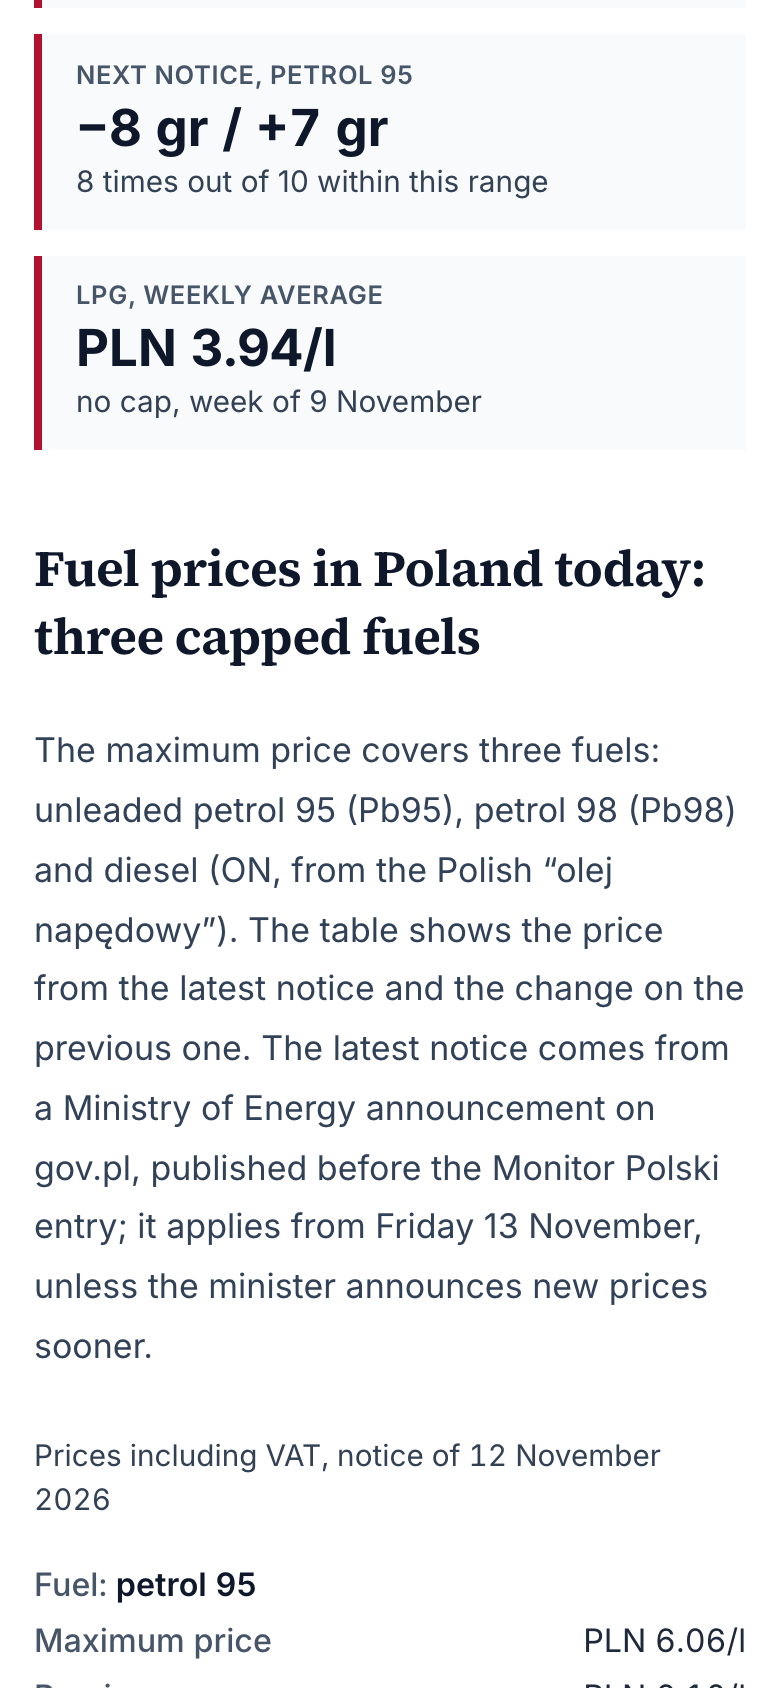 NEXT NOTICE, PETROL 95
−8 gr / +7 gr
8 times out of 10 within this range
LPG, WEEKLY AVERAGE
PLN 3.94/l
no cap, week of 9 November
Fuel prices in Poland today:
three capped fuels
The maximum price covers three fuels:
unleaded petrol 95 (Pb95), petrol 98 (Pb98)
and diesel (ON, from the Polish “olej
napędowy”). The table shows the price
from the latest notice and the change on the
previous one. The latest notice comes from
a Ministry of Energy announcement on
gov.pl, published before the Monitor Polski
entry; it applies from Friday 13 November,
unless the minister announces new prices
sooner.
Prices including VAT, notice of 12 November
2026
Fuel: petrol 95
Maximum price PLN 6.06/l